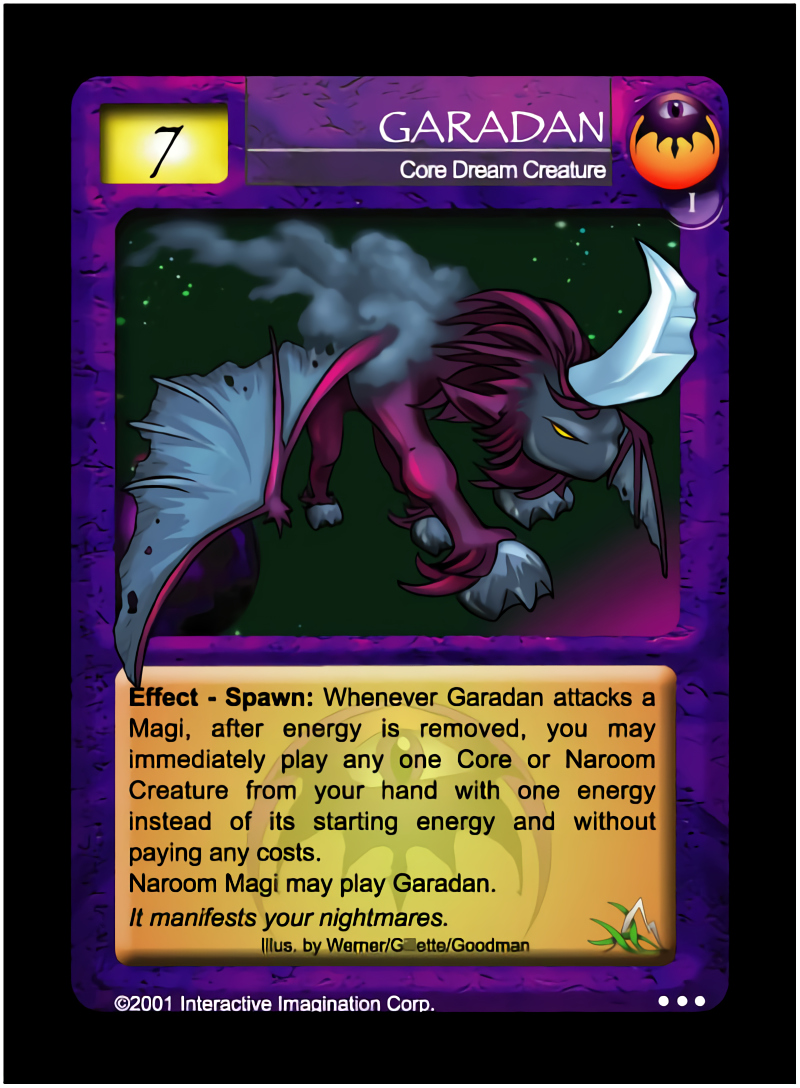 7
GARADAN
Core Dream Creature
I
Effect - Spawn: Whenever Garadan attacks a
Magi, after energy is removed, you may
immediately play any one Core or Naroom
Creature from your hand with one energy
instead of its starting energy and without
paying any costs.
Naroom Magi may play Garadan.
It manifests your nightmares.
Illus. by
©2001 Interactive Imagination Corp.